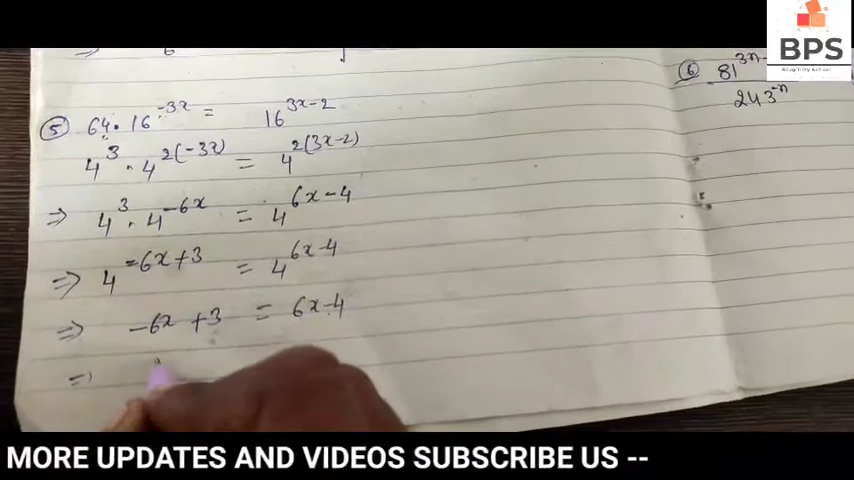 BPS
⑤ 64 · 16^{-3x} = 16^{3x-2}
4^3 · 4^{2(-3x)} = 4^{2(3x-2)}
⇒ 4^3 · 4^{-6x} = 4^{6x-4}
⇒ 4^{-6x+3} = 4^{6x-4}
⇒ -6x+3 = 6x-4
⇒
⑥ 81^{3n-
243^{-n}
MORE UPDATES AND VIDEOS SUBSCRIBE US --